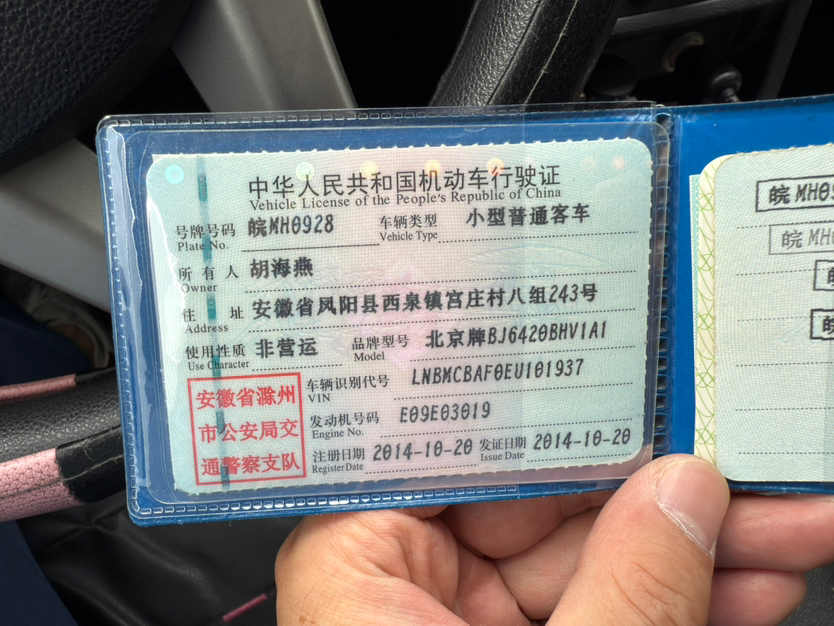 中华人民共和国机动车行驶证
Vehicle License of the People's Republic of China
号牌号码 皖MH0928 车辆类型 小型普通客车
Plate No. Vehicle Type
所有人 胡海燕
Owner
住址 安徽省凤阳县西泉镇宫庄村八组243号
Address
使用性质 非营运 品牌型号 北京牌BJ6420BHV1A1
Use Character Model
车辆识别代号 LNBMCBAF0EU101937
VIN
发动机号码 E09E03019
Engine No.
注册日期 2014-10-20 发证日期 2014-10-20
Register Date Issue Date
安徽省滁州
市公安局交
通警察支队
皖MH09
皖MH